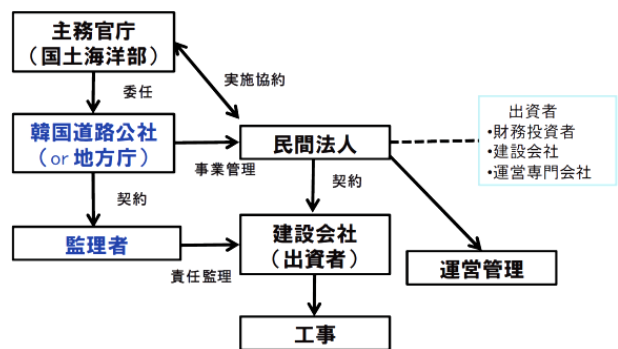 主務官庁
（国土海洋部）
実施協約
委任
出資者
•財務投資者
•建設会社
•運営専門会社
韓国道路公社
（or 地方庁）
民間法人
事業管理
契約
契約
監理者
建設会社
（出資者）
責任監理
運営管理
工事